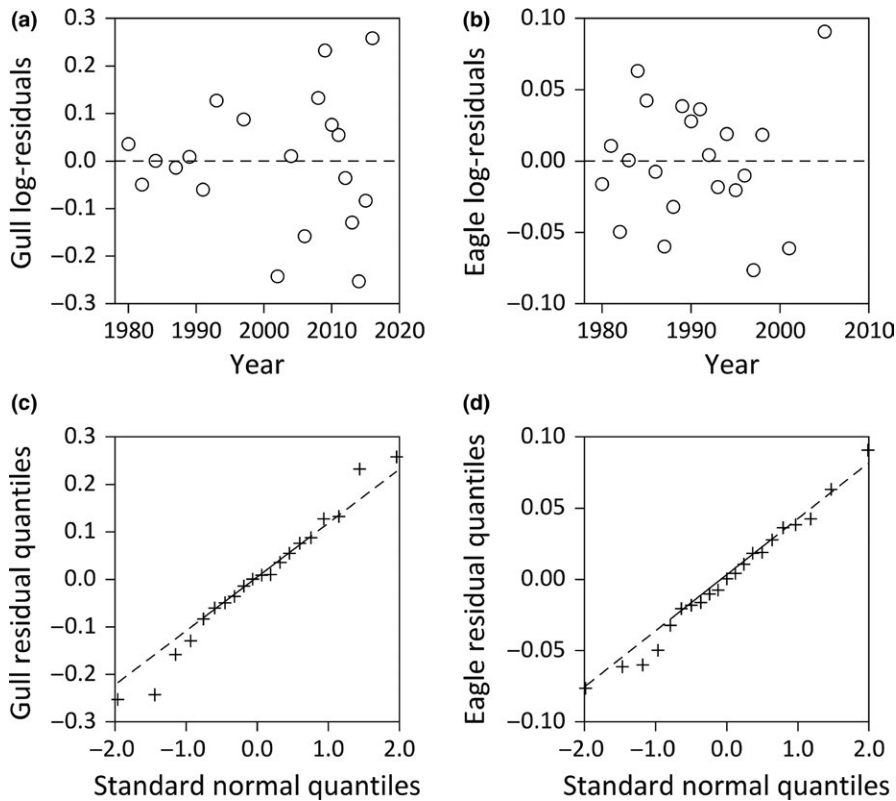 (a)
Gull log-residuals
0.3
0.2
0.1
0.0
−0.1
−0.2
−0.3
1980 1990 2000 2010 2020
Year
(b)
Eagle log-residuals
0.10
0.05
0.00
−0.05
−0.10
1980 1990 2000 2010
Year
(c)
Gull residual quantiles
0.3
0.2
0.1
0.0
−0.1
−0.2
−0.3
−2.0 −1.0 0.0 1.0 2.0
Standard normal quantiles
(d)
Eagle residual quantiles
0.10
0.05
0.00
−0.05
−0.10
−2.0 −1.0 0.0 1.0 2.0
Standard normal quantiles